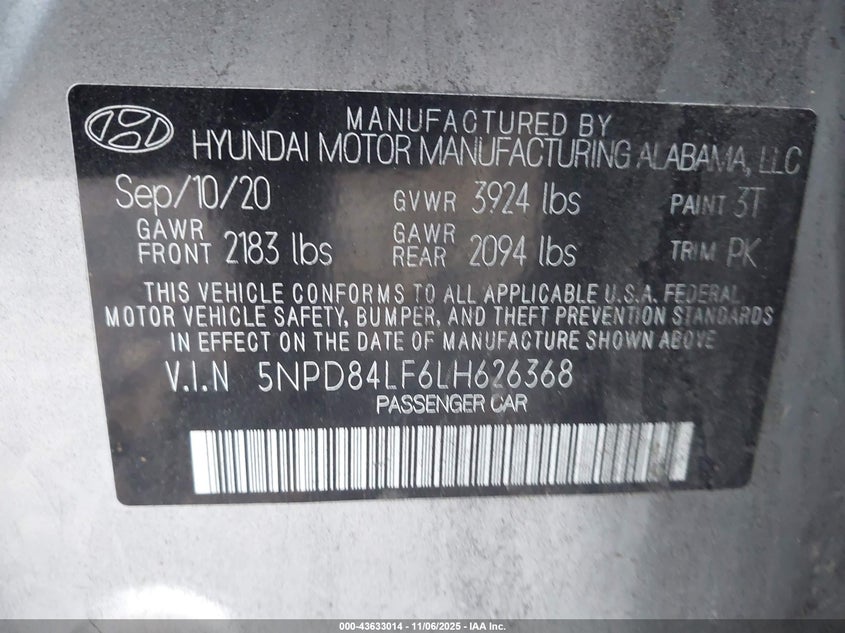 MANUFACTURED BY
HYUNDAI MOTOR MANUFACTURING ALABAMA, LLC
Sep/10/20 GVWR 3924 lbs PAINT 3T
GAWR FRONT 2183 lbs GAWR REAR 2094 lbs TRIM PK
THIS VEHICLE CONFORMS TO ALL APPLICABLE U.S.A. FEDERAL
MOTOR VEHICLE SAFETY, BUMPER, AND THEFT PREVENTION STANDARDS
IN EFFECT ON THE DATE OF MANUFACTURE SHOWN ABOVE
V.I.N 5NPD84LF6LH626368
PASSENGER CAR
000-43633014 - 11/06/2025 - IAA Inc.